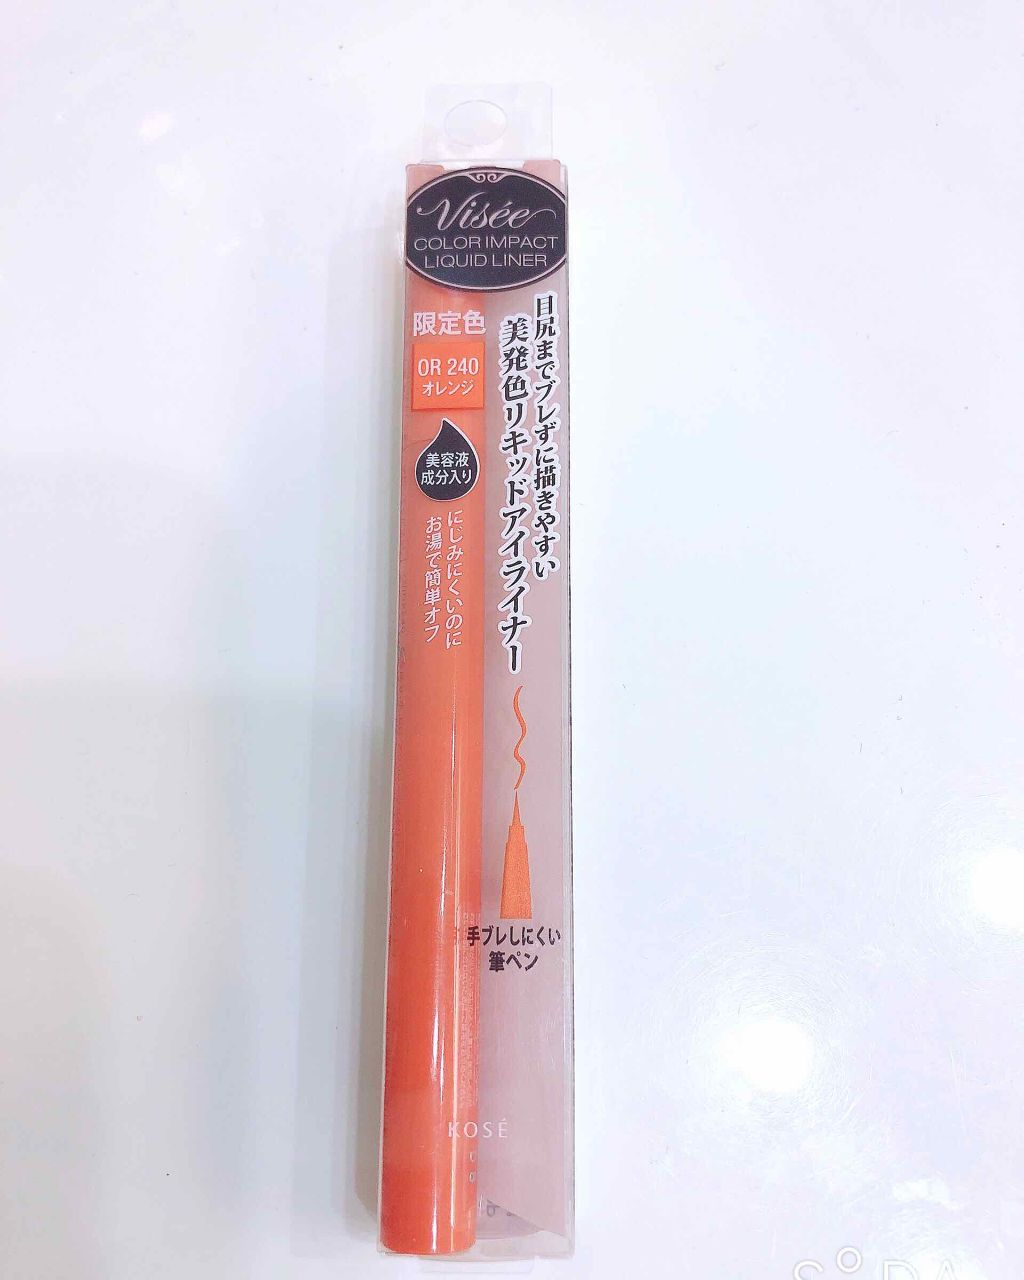 Visée
COLOR IMPACT
LIQUID LINER
限定色
OR 240
オレンジ
美容液
成分入り
にじみにくいのに
お湯で簡単オフ
目尻までブレずに描きやすい
美発色リキッドアイライナー
手ブレしにくい
筆ペン
KOSÉ